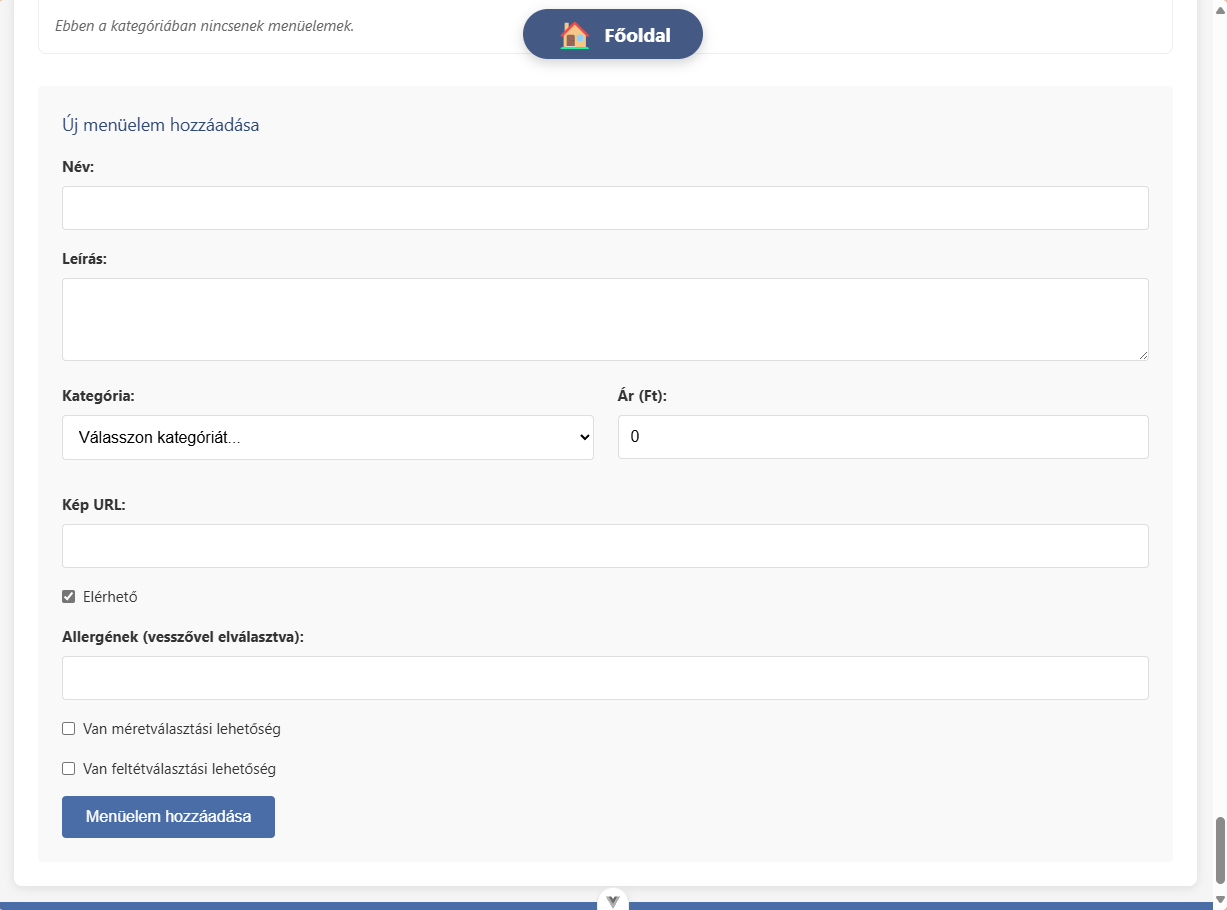 Ebben a kategóriában nincsenek menüelemek.
Főoldal
Új menüelem hozzáadása
Név:
Leírás:
Kategória:
Ár (Ft):
Válasszon kategóriát...
0
Kép URL:
Elérhető
Allergének (vesszővel elválasztva):
Van méretválasztási lehetőség
Van feltétválasztási lehetőség
Menüelem hozzáadása